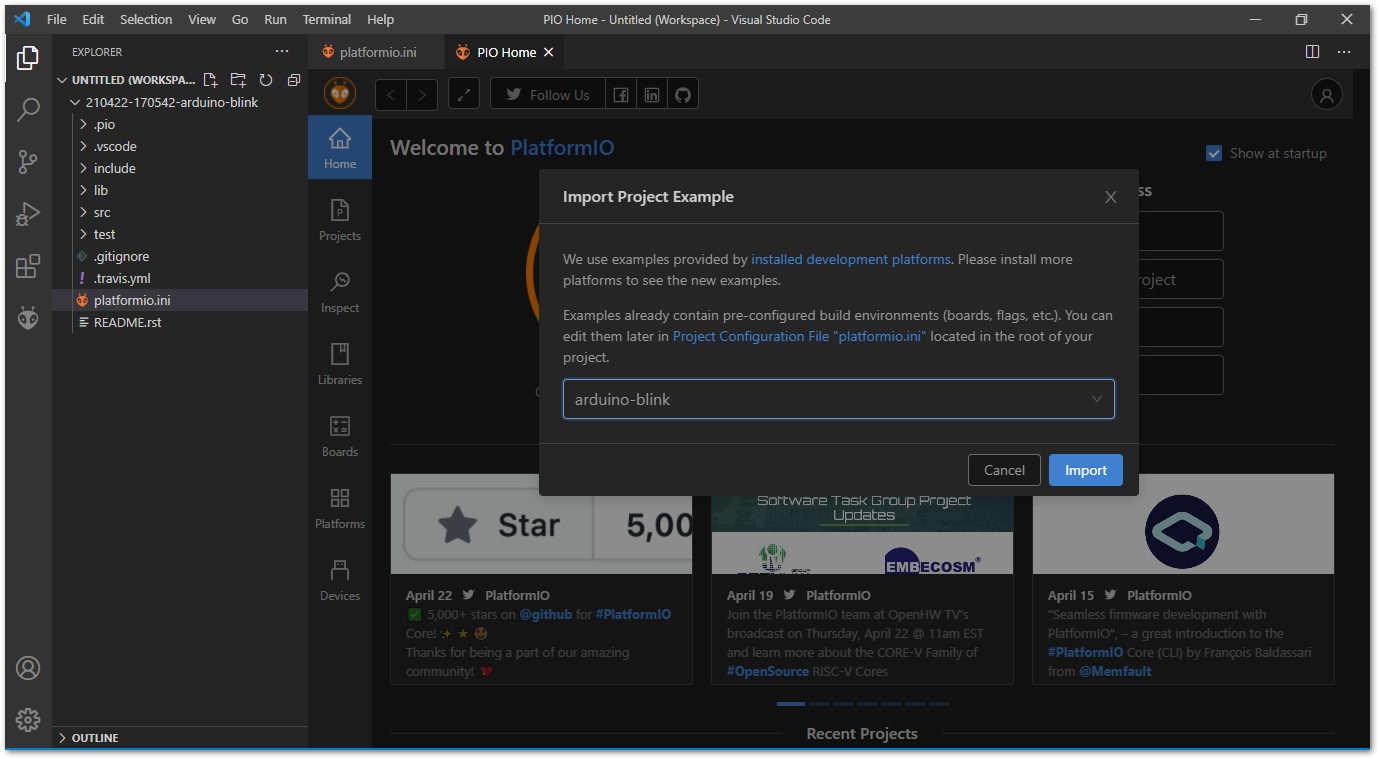 File Edit Selection View Go Run Terminal Help PIO Home - Untitled (Workspace) - Visual Studio Code
EXPLORER
UNTITLED (WORKSPA...
210422-170542-arduino-blink
.pio
.vscode
include
lib
src
test
.gitignore
.travis.yml
platformio.ini
README.rst
OUTLINE
platformio.ini PIO Home
Follow Us
Home
Projects
Inspect
Libraries
Boards
Platforms
Devices
Welcome to PlatformIO
Show at startup
ss
oject
Import Project Example
We use examples provided by installed development platforms. Please install more
platforms to see the new examples.
Examples already contain pre-configured build environments (boards, flags, etc.). You can
edit them later in Project Configuration File "platformio.ini" located in the root of your
project.
arduino-blink
Cancel Import
Star 5,00
April 22 PlatformIO
5,000+ stars on @github for #PlatformIO
Core!
Thanks for being a part of our amazing
community!
Software Task Group Project
Updates
EMBECOSM®
April 19 PlatformIO
Join the PlatformIO team at OpenHW TV's
broadcast on Thursday, April 22 @ 11am EST
and learn more about the CORE-V Family of
#OpenSource RISC-V Cores
April 15 PlatformIO
"Seamless firmware development with
PlatformIO", – a great introduction to the
#PlatformIO Core (CLI) by François Baldassari
from @Memfault
Recent Projects